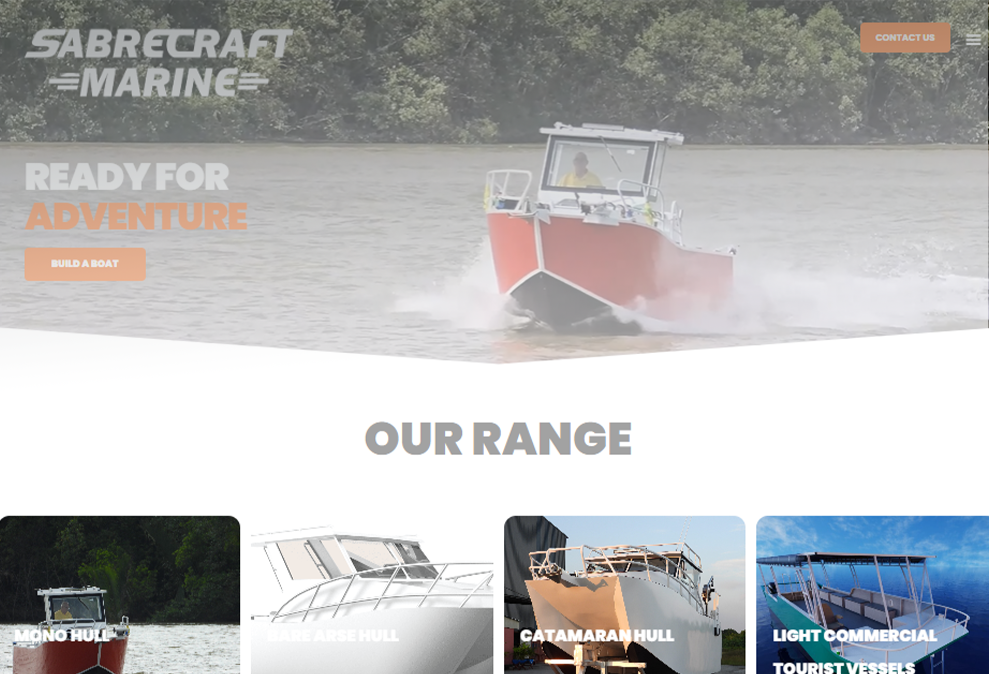 SABRECRAFT
MARINE
CONTACT US
READY FOR
ADVENTURE
BUILD A BOAT
OUR RANGE
MONO HULL
BARE ARSE HULL
CATAMARAN HULL
LIGHT COMMERCIAL
TOURIST VESSELS